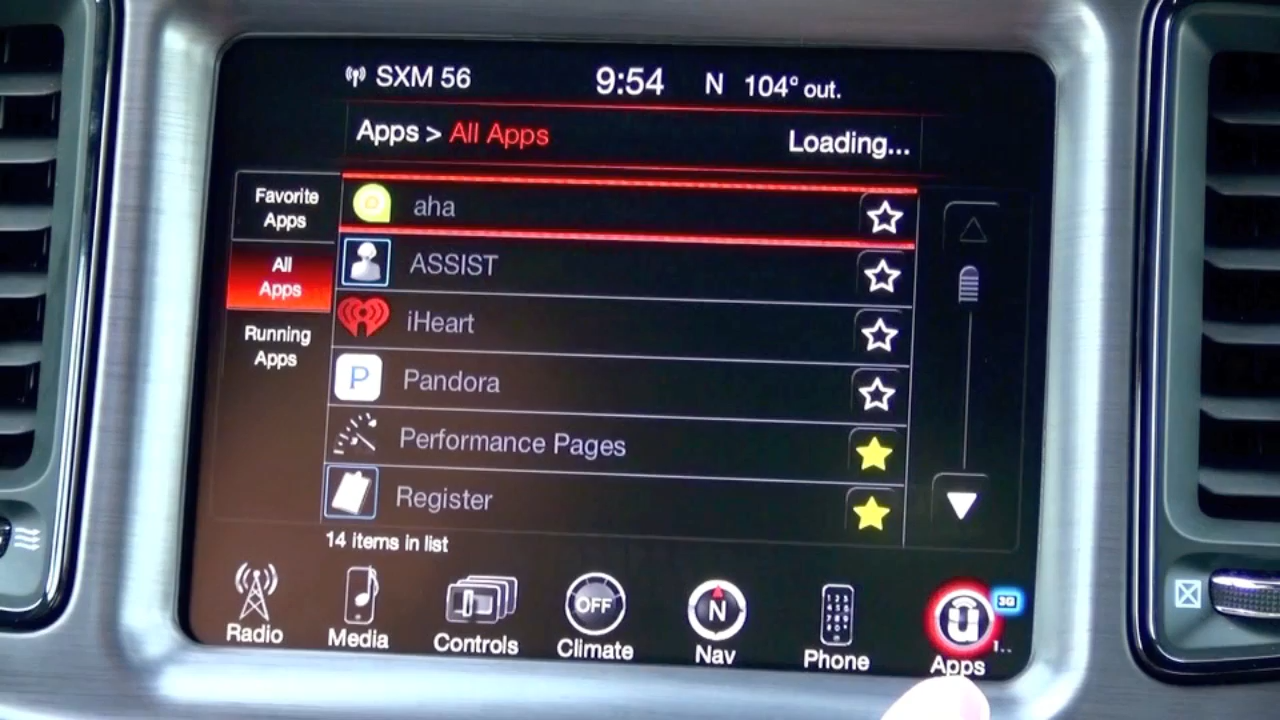 SXM 56 9:54 N 104° out.
Apps > All Apps Loading...
Favorite
Apps
All
Apps
Running
Apps
aha
ASSIST
iHeart
P Pandora
Performance Pages
Register
14 items in list
OFF N 3G
Radio Media Controls Climate Nav Phone Apps